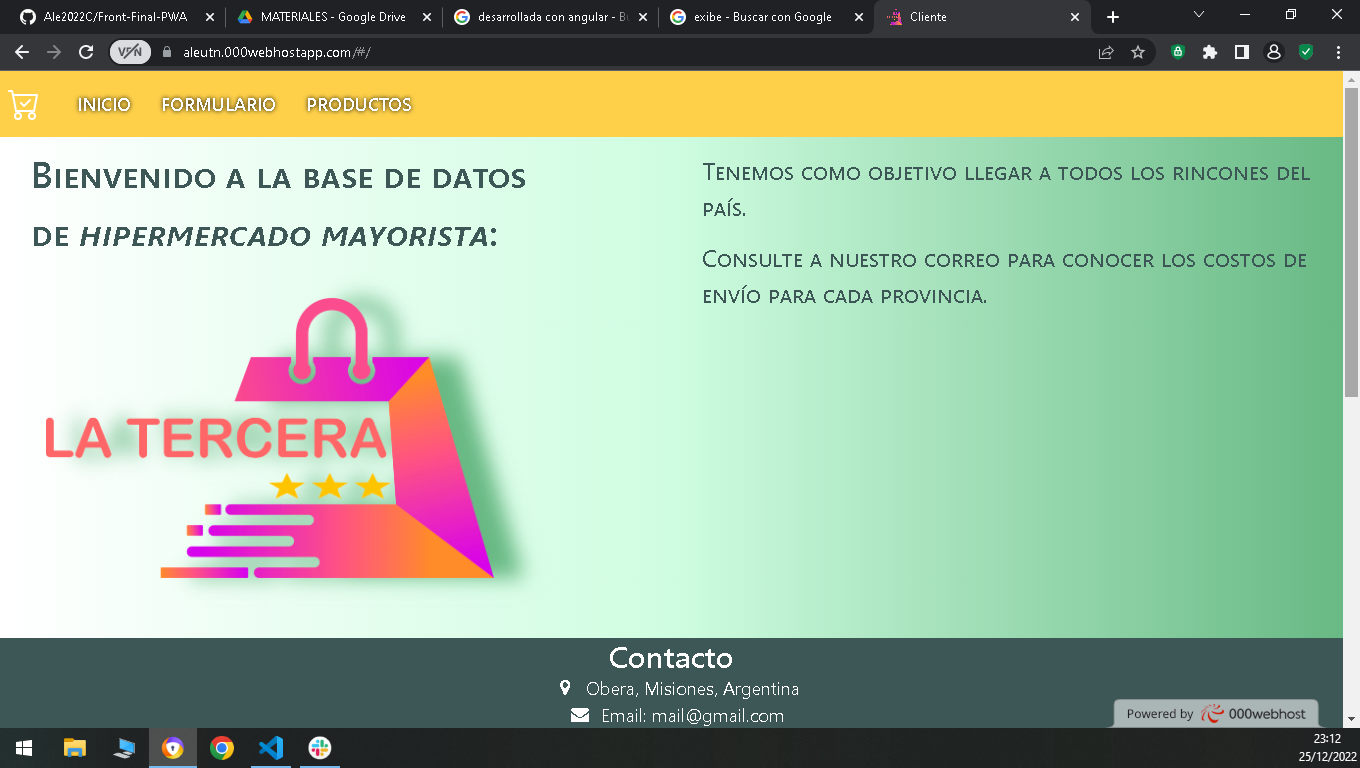 Ale2022C/Front-Final-PWA
MATERIALES - Google Drive
desarrollada con angular - Bu
exibe - Buscar con Google
Cliente
VPN
aleutn.000webhostapp.com/#/
INICIO FORMULARIO PRODUCTOS
Bienvenido a la base de datos
de hipermercado mayorista:
LA TERCERA
Tenemos como objetivo llegar a todos los rincones del
país.
Consulte a nuestro correo para conocer los costos de
envío para cada provincia.
Contacto
Obera, Misiones, Argentina
Email: mail@gmail.com
Powered by 000webhost
23:12
25/12/2022